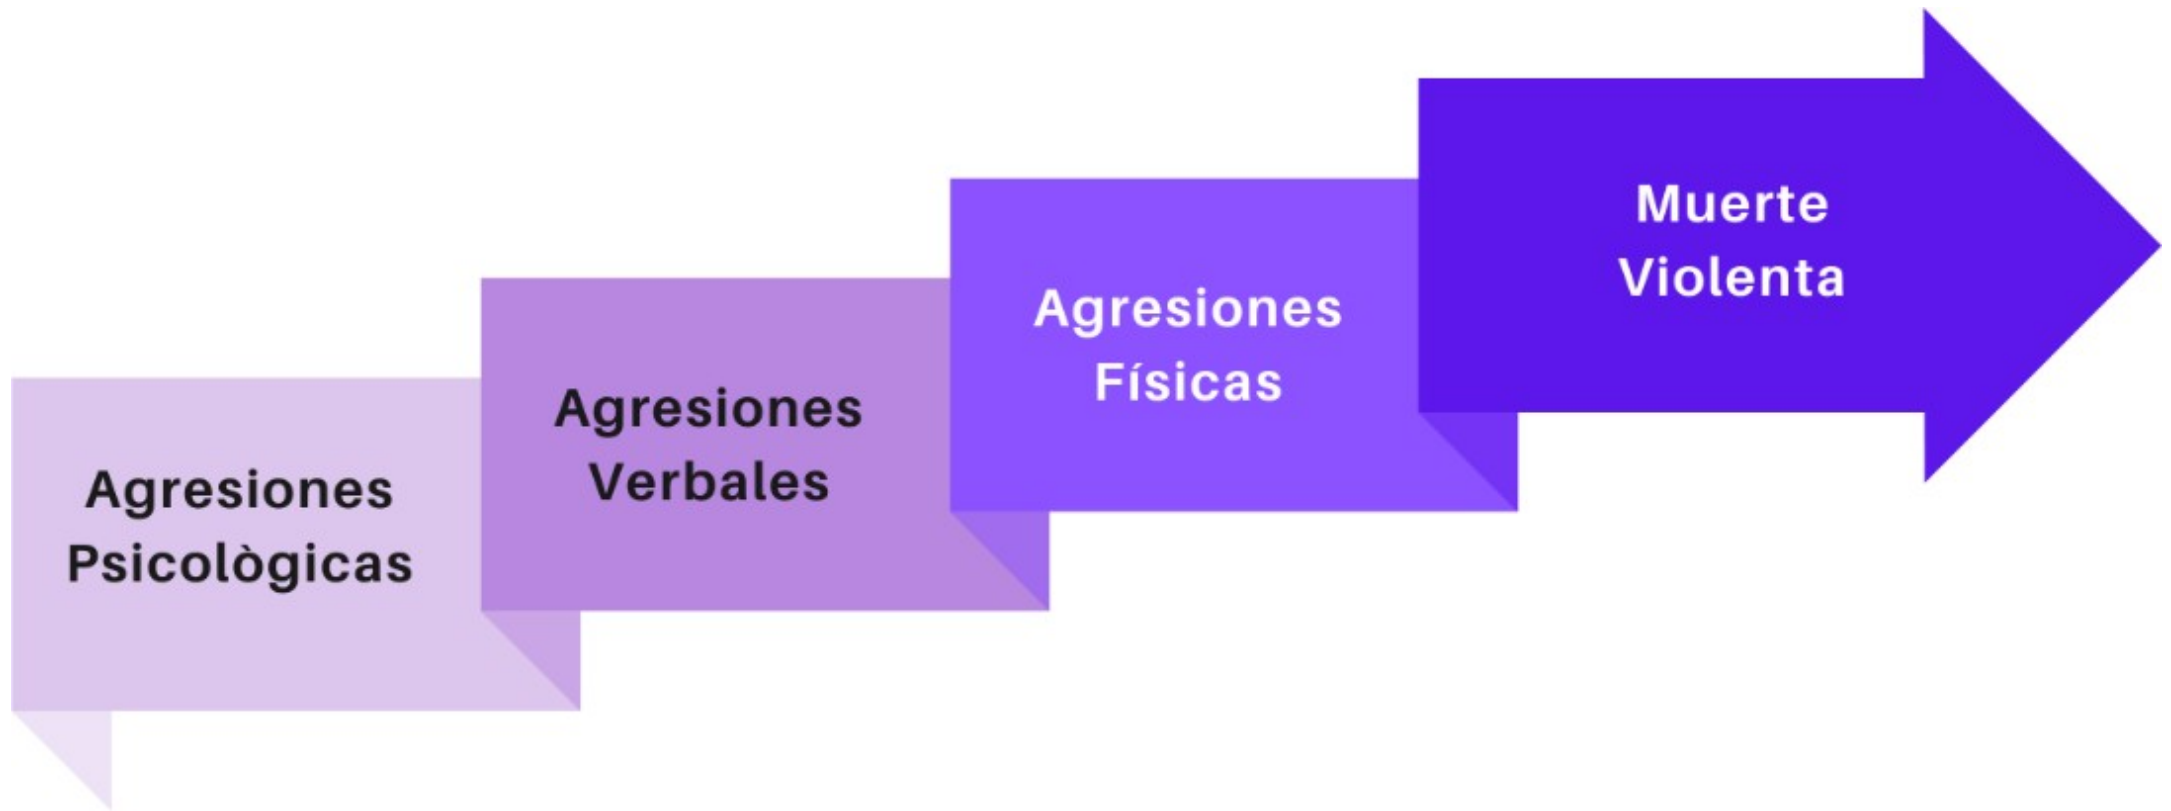 Agresiones
Psicològicas
Agresiones
Verbales
Agresiones
Físicas
Muerte
Violenta